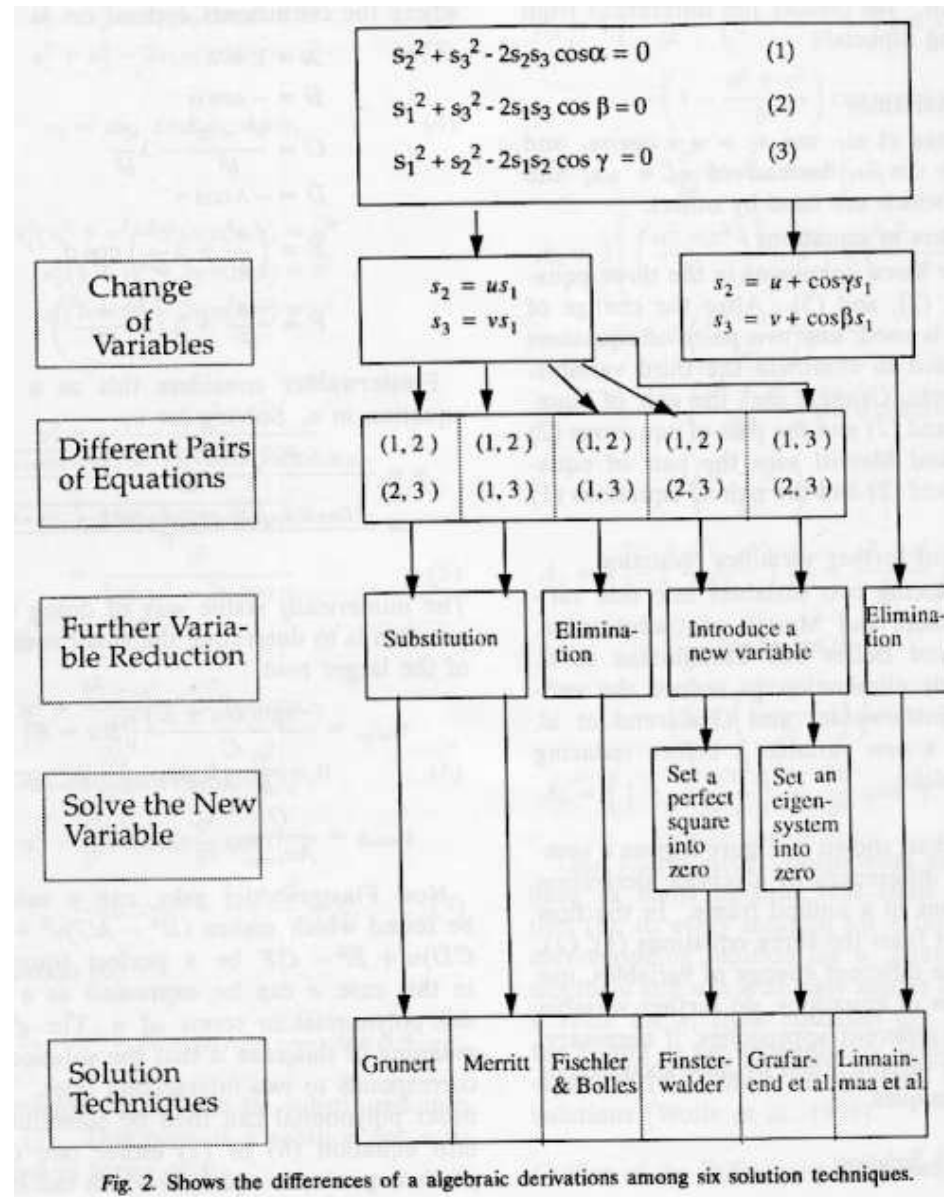 s₂² + s₃² - 2s₂s₃ cosα = 0 (1)
s₁² + s₃² - 2s₁s₃ cos β = 0 (2)
s₁² + s₂² - 2s₁s₂ cos γ = 0 (3)
Change
of
Variables
s₂ = us₁
s₃ = vs₁
s₂ = u + cosγs₁
s₃ = v + cosβs₁
Different Pairs
of Equations
(1, 2) (1, 2) (1, 2) (1, 2) (1, 3)
(2, 3) (1, 3) (1, 3) (2, 3) (2, 3)
Further Varia-
ble Reduction
Substitution
Elimina-
tion
Introduce a
new variable
Elimina-
tion
Solve the New
Variable
Set a
perfect
square
into
zero
Set an
eigen-
system
into
zero
Solution
Techniques
Grunert
Merritt
Fischler
& Bolles
Finster-
walder
Grafar-
end et al.
Linnain-
maa et al.
Fig. 2. Shows the differences of a algebraic derivations among six solution techniques.